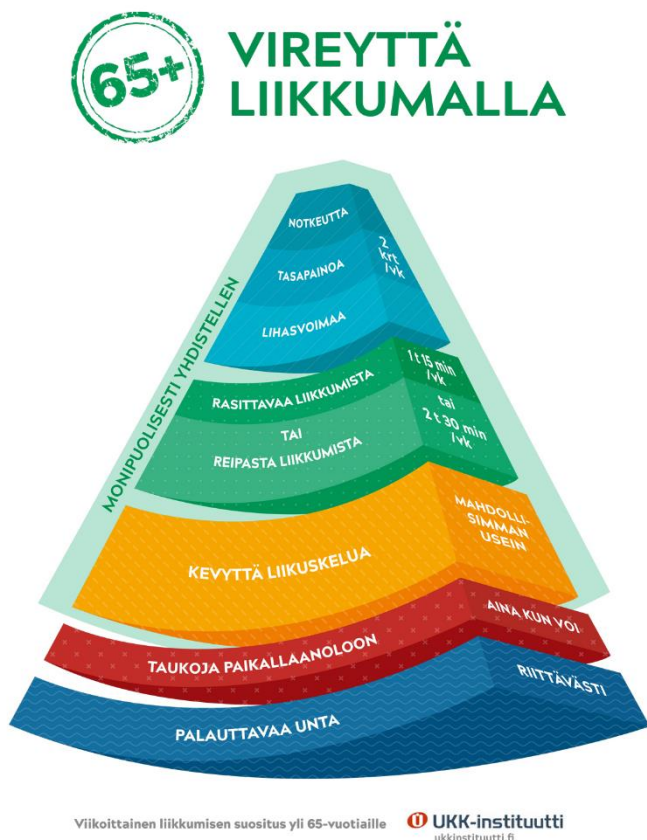 65+
VIREYTTÄ
LIIKKUMALLA
MONIPUOLISESTI YHDISTELLEN
NOTKEUTTA
TASAPAINOA
LIHASVOIMAA
2
krt
/vk
RASITTAVAA LIIKKUMISTA
TAI
REIPASTA LIIKKUMISTA
1 t 15 min
/vk
tai
2 t 30 min
/vk
KEVYTTÄ LIIKUSKELUA
MAHDOLLI-
SIMMAN
USEIN
TAUKOJA PAIKALLAANOLOON
AINA KUN VOI
PALAUTTAVAA UNTA
RIITTÄVÄSTI
Viikoittainen liikkumisen suositus yli 65-vuotiaille
UKK-instituutti
ukkinstituutti.fi